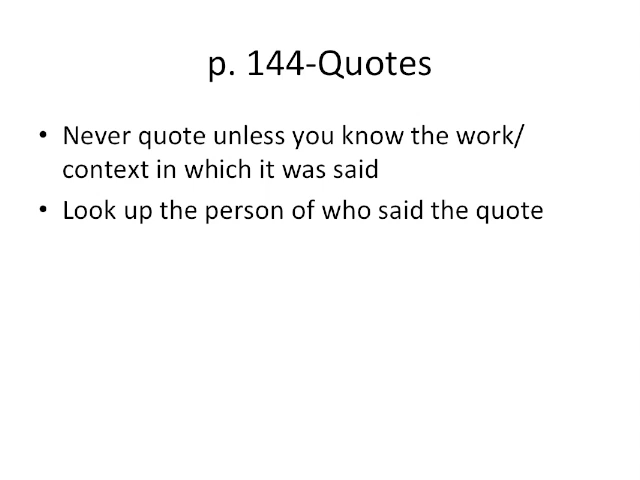 p. 144-Quotes
• Never quote unless you know the work/
context in which it was said
• Look up the person of who said the quote